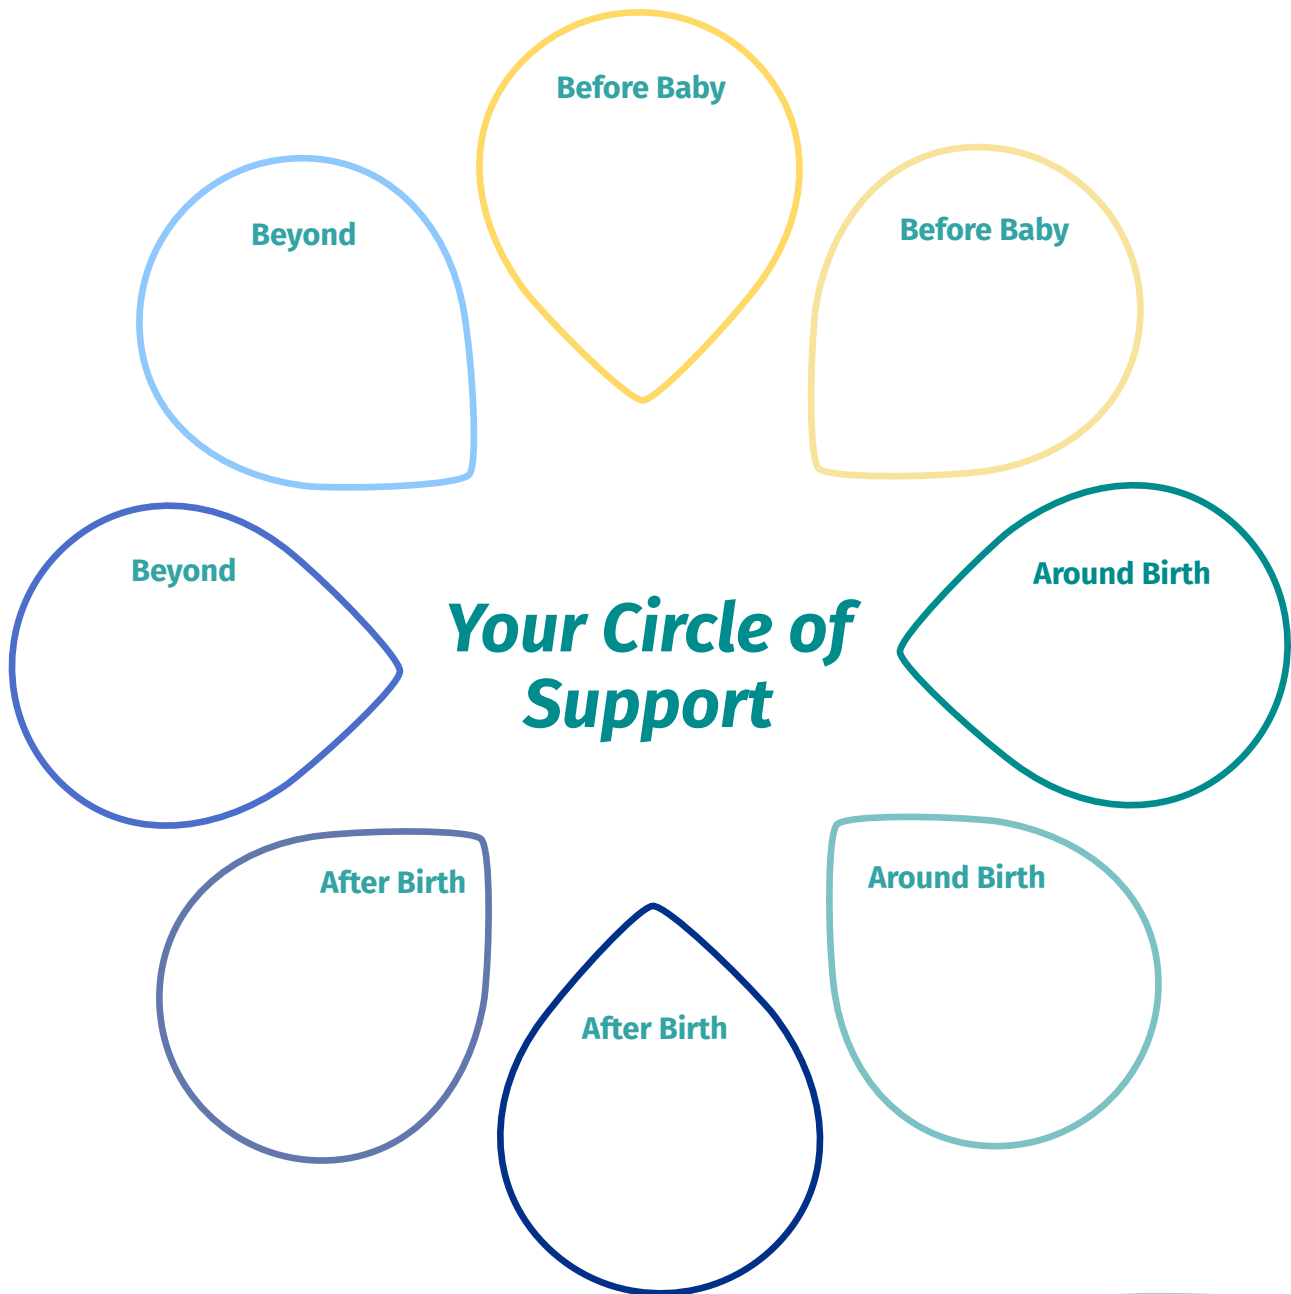 Before Baby
Before Baby
Beyond
Beyond
Around Birth
Your Circle of
Support
After Birth
Around Birth
After Birth